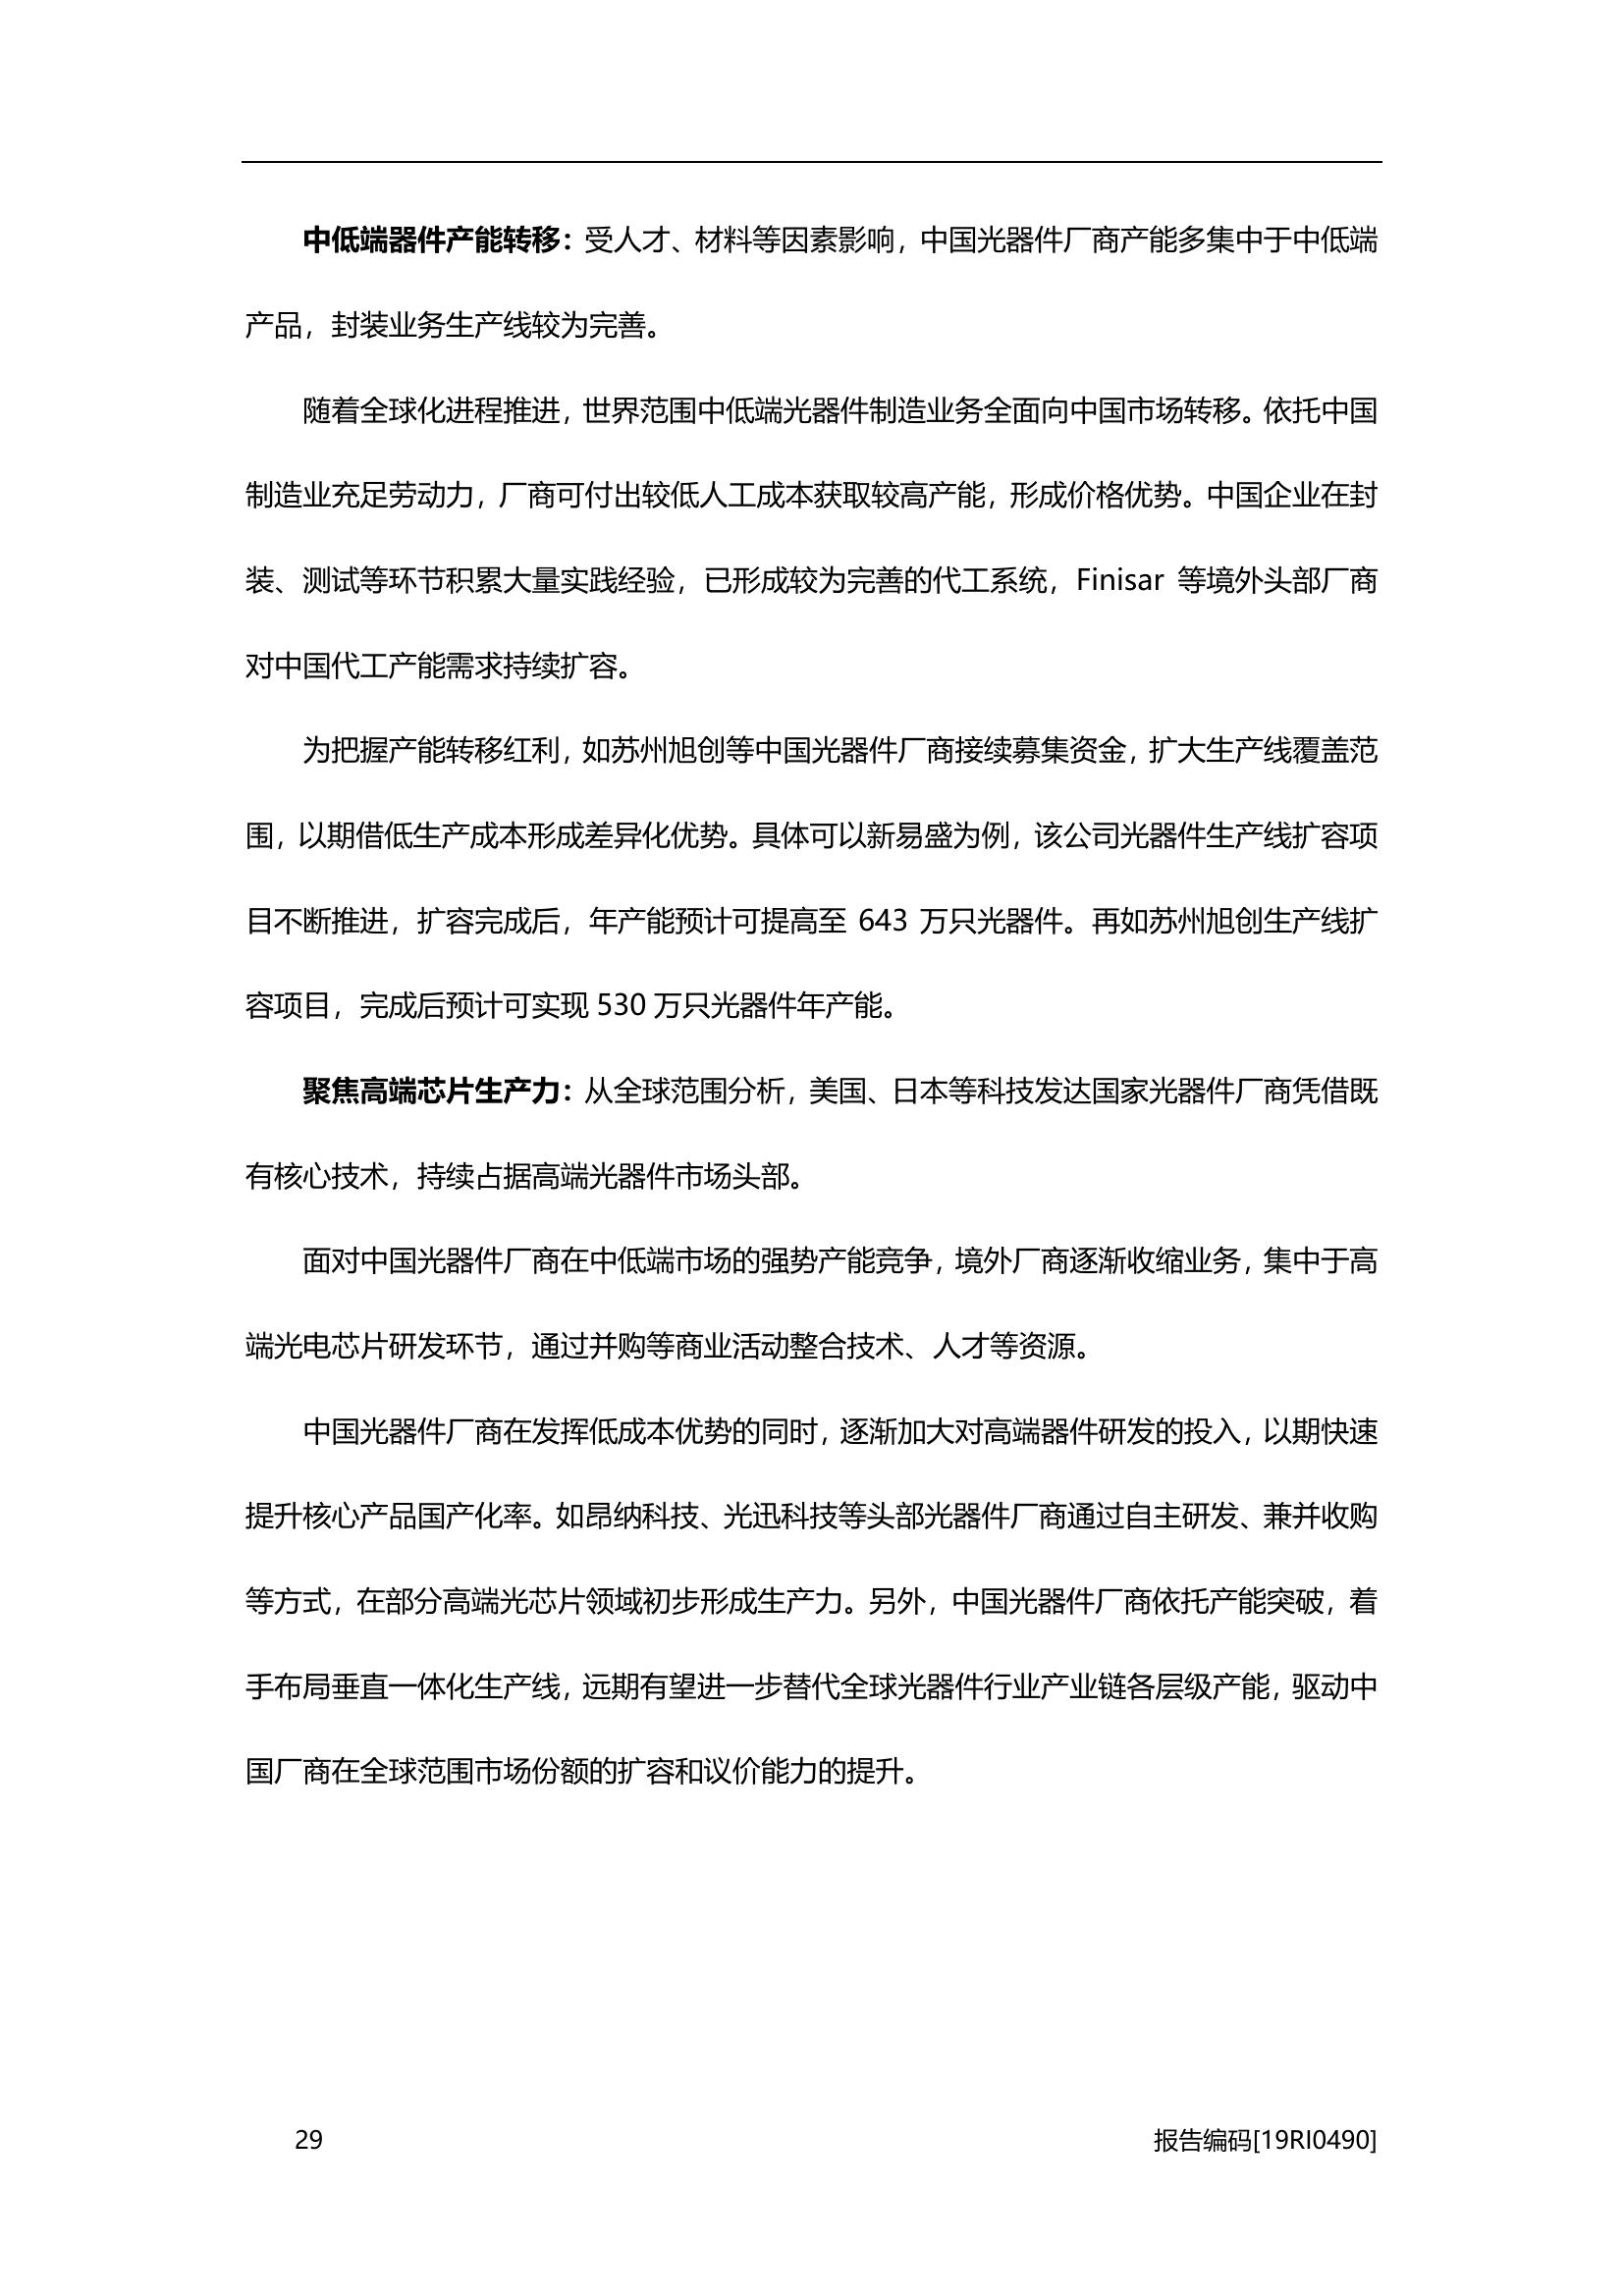 中低端器件产能转移：受人才、材料等因素影响，中国光器件厂商产能多集中于中低端
产品，封装业务生产线较为完善。
随着全球化进程推进，世界范围中低端光器件制造业务全面向中国市场转移。依托中国
制造业充足劳动力，厂商可付出较低人工成本获取较高产能，形成价格优势。中国企业在封
装、测试等环节积累大量实践经验，已形成较为完善的代工系统，Finisar 等境外头部厂商
对中国代工产能需求持续扩容。
为把握产能转移红利，如苏州旭创等中国光器件厂商接续募集资金，扩大生产线覆盖范
围，以期借低生产成本形成差异化优势。具体可以新易盛为例，该公司光器件生产线扩容项
目不断推进，扩容完成后，年产能预计可提高至 643 万只光器件。再如苏州旭创生产线扩
容项目，完成后预计可实现 530 万只光器件年产能。
聚焦高端芯片生产力：从全球范围分析，美国、日本等科技发达国家光器件厂商凭借既
有核心技术，持续占据高端光器件市场头部。
面对中国光器件厂商在中低端市场的强势产能竞争，境外厂商逐渐收缩业务，集中于高
端光电芯片研发环节，通过并购等商业活动整合技术、人才等资源。
中国光器件厂商在发挥低成本优势的同时，逐渐加大对高端器件研发的投入，以期快速
提升核心产品国产化率。如昂纳科技、光迅科技等头部光器件厂商通过自主研发、兼并收购
等方式，在部分高端光芯片领域初步形成生产力。另外，中国光器件厂商依托产能突破，着
手布局垂直一体化生产线，远期有望进一步替代全球光器件行业产业链各层级产能，驱动中
国厂商在全球范围市场份额的扩容和议价能力的提升。
29 报告编码[19RI0490]